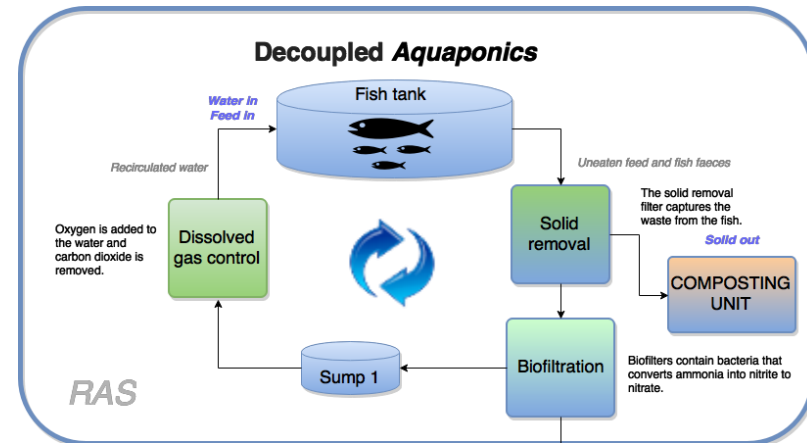 Decoupled Aquaponics
Water in
Feed in
Fish tank
Recirculated water
Uneaten feed and fish faeces
Oxygen is added to
the water and
carbon dioxide is
removed.
Dissolved
gas control
Solid
removal
The solid removal
filter captures the
waste from the fish.
Solid out
COMPOSTING
UNIT
Sump 1
Biofiltration
Biofilters contain bacteria that
converts ammonia into nitrite to
nitrate.
RAS